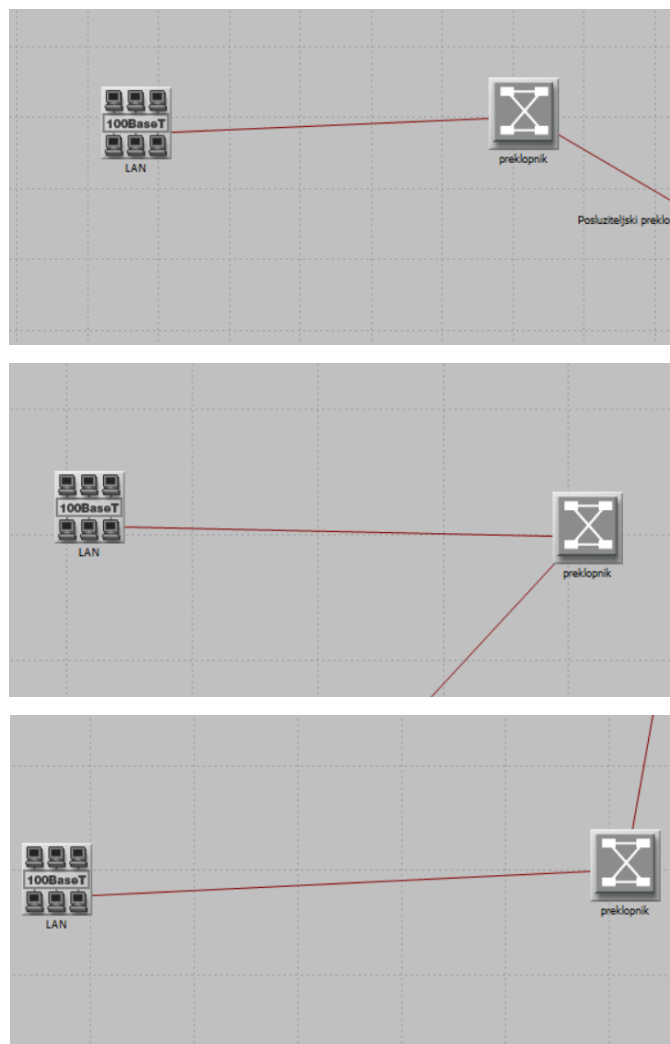 100BaseT
LAN
preklopnik
Posluziteljski preklo
100BaseT
LAN
preklopnik
100BaseT
LAN
preklopnik